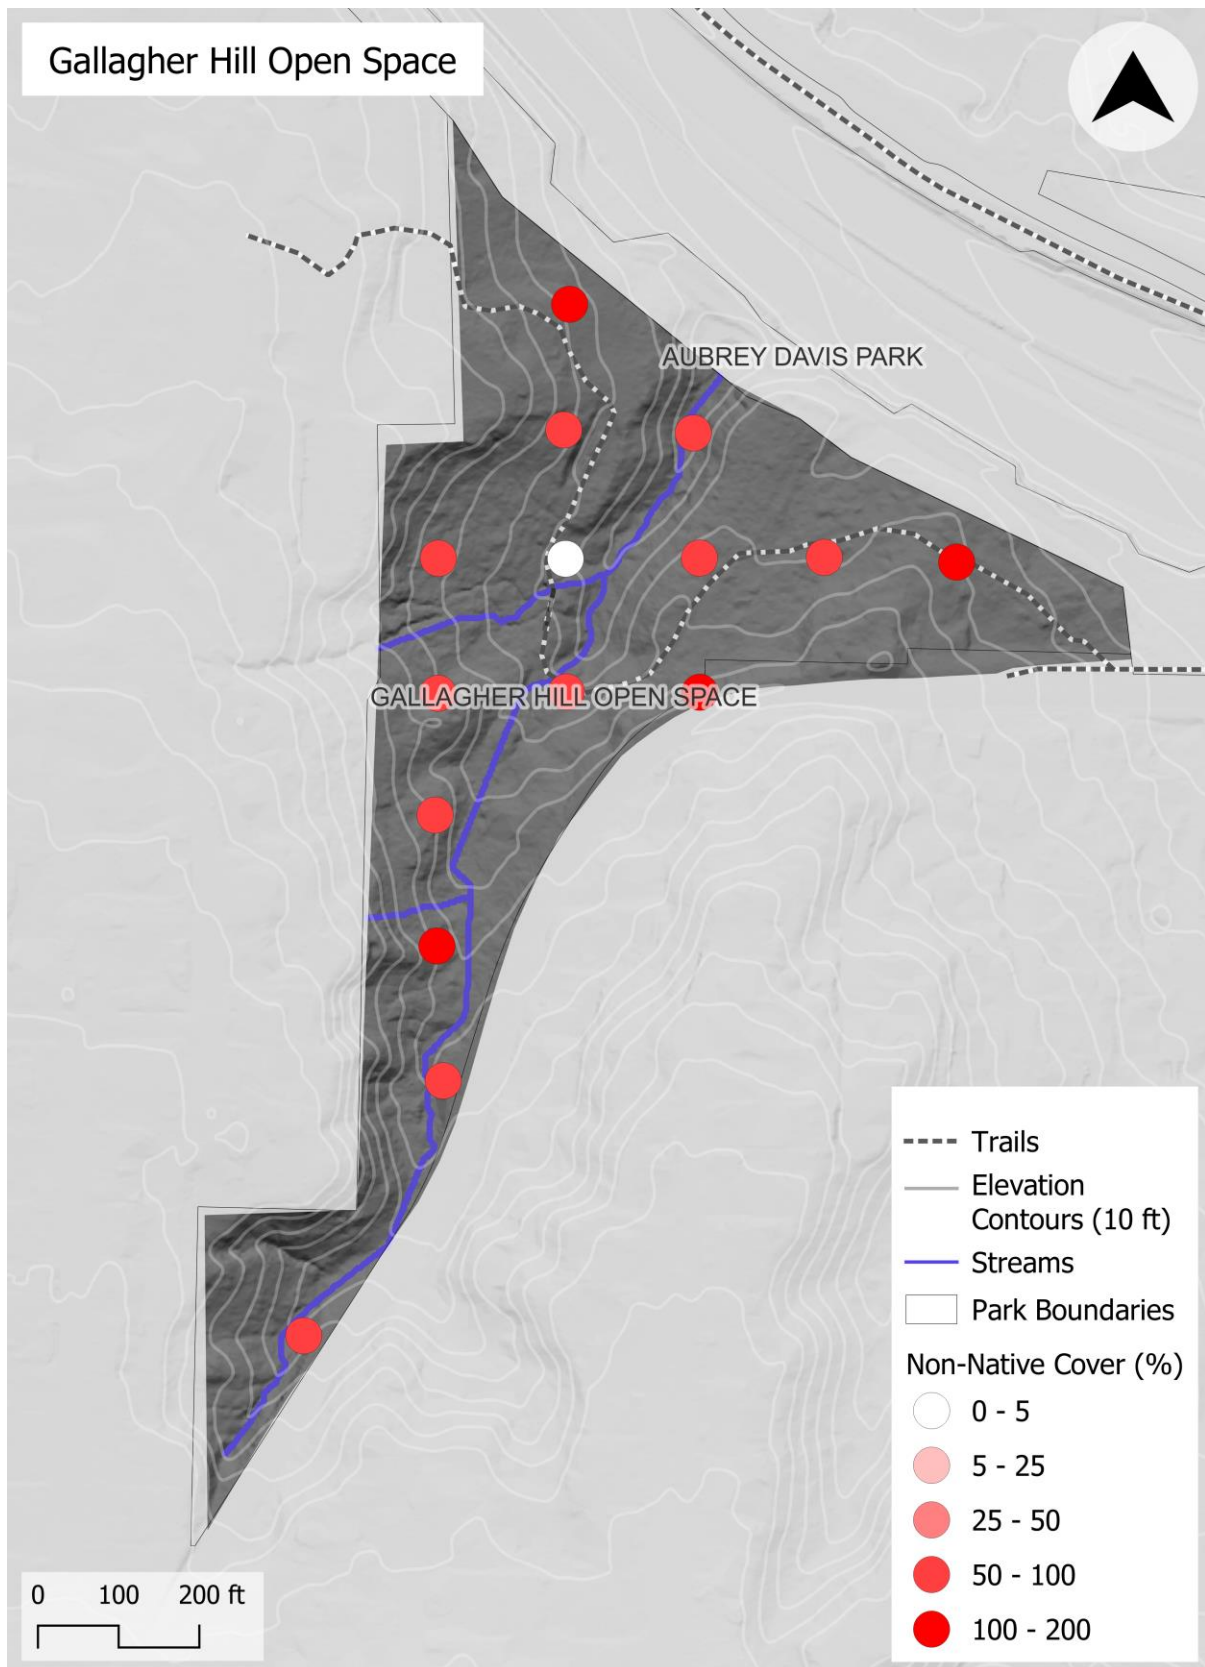 Gallagher Hill Open Space
AUBREY DAVIS PARK
GALLAGHER HILL OPEN SPACE
Trails
Elevation
Contours (10 ft)
Streams
Park Boundaries
Non-Native Cover (%)
0 - 5
5 - 25
25 - 50
50 - 100
100 - 200
0 100 200 ft